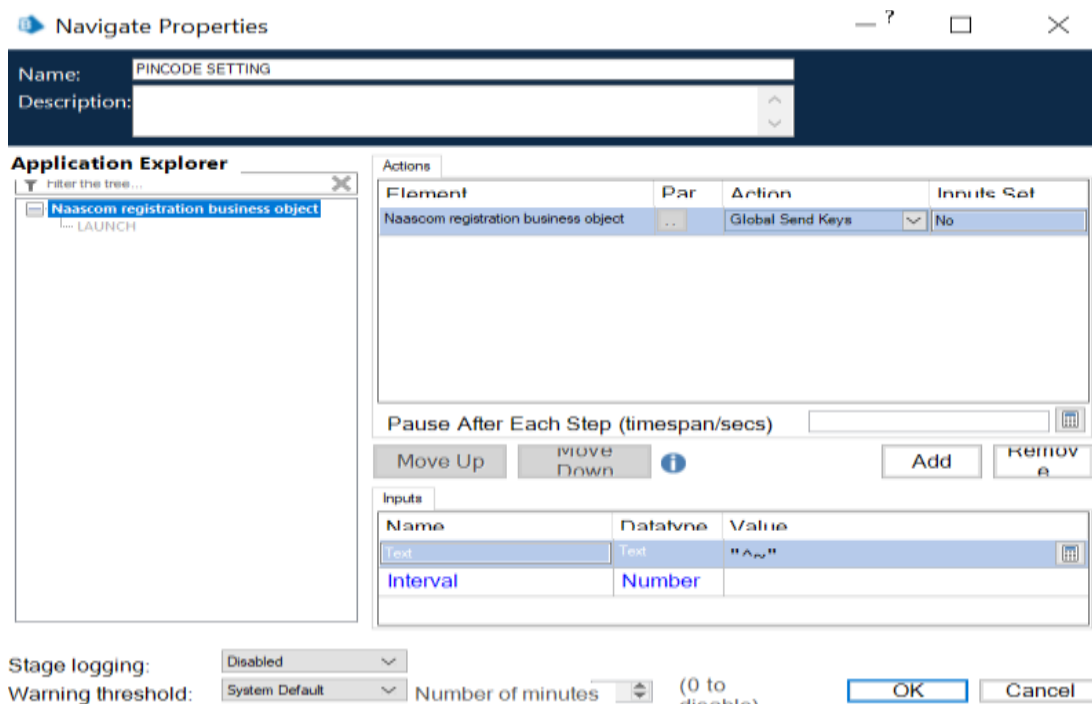 Navigate Properties
?
Name: PINCODE SETTING
Description:
Application Explorer
Filter the tree...
Naascom registration business object
LAUNCH
Actions
Element Par Action Inputs Set
Naascom registration business object .. Global Send Keys No
Pause After Each Step (timespan/secs)
Move Up Move Down i Add Remove
Inputs
Name Datatype Value
Text Text "^~"
Interval Number
Stage logging: Disabled
Warning threshold: System Default Number of minutes (0 to disable) OK Cancel